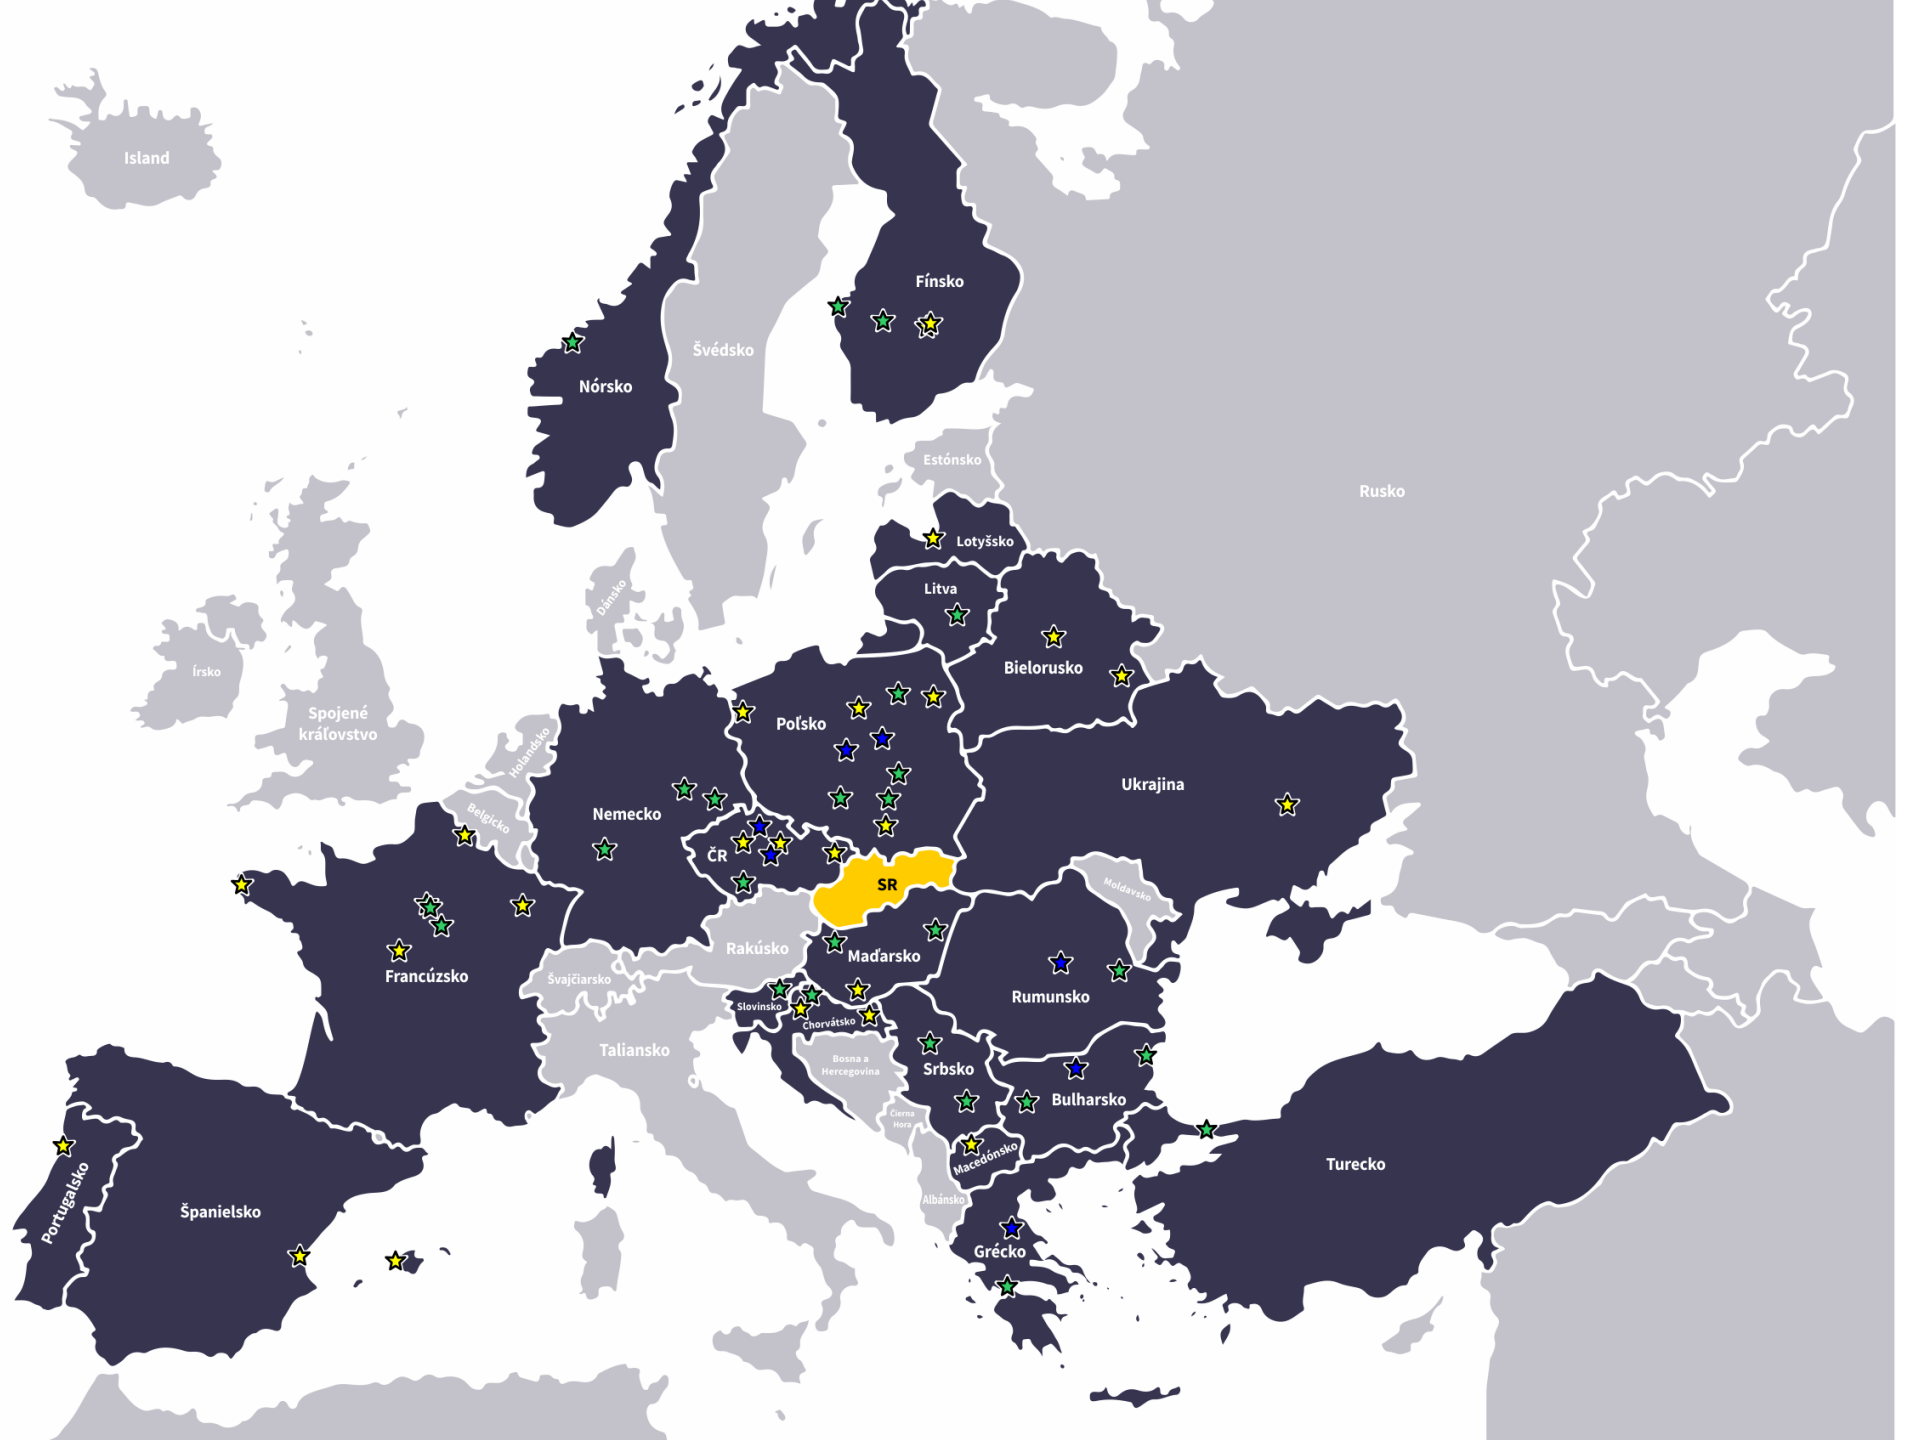 Island
Fínsko
Švédsko
Nórsko
Estónsko
Rusko
Lotyšsko
Litva
Dánsko
Írsko
Bielorusko
Spojené
kráľovstvo
Poľsko
Holandsko
Ukrajina
Nemecko
Belgicko
ČR
SR
Moldavsko
Rakúsko
Maďarsko
Francúzsko
Švajčiarsko
Rumunsko
Slovinsko
Chorvátsko
Taliansko
Bosna a
Hercegovina
Srbsko
Bulharsko
Čierna
Hora
Macedónsko
Turecko
Portugalsko
Španielsko
Albánsko
Grécko